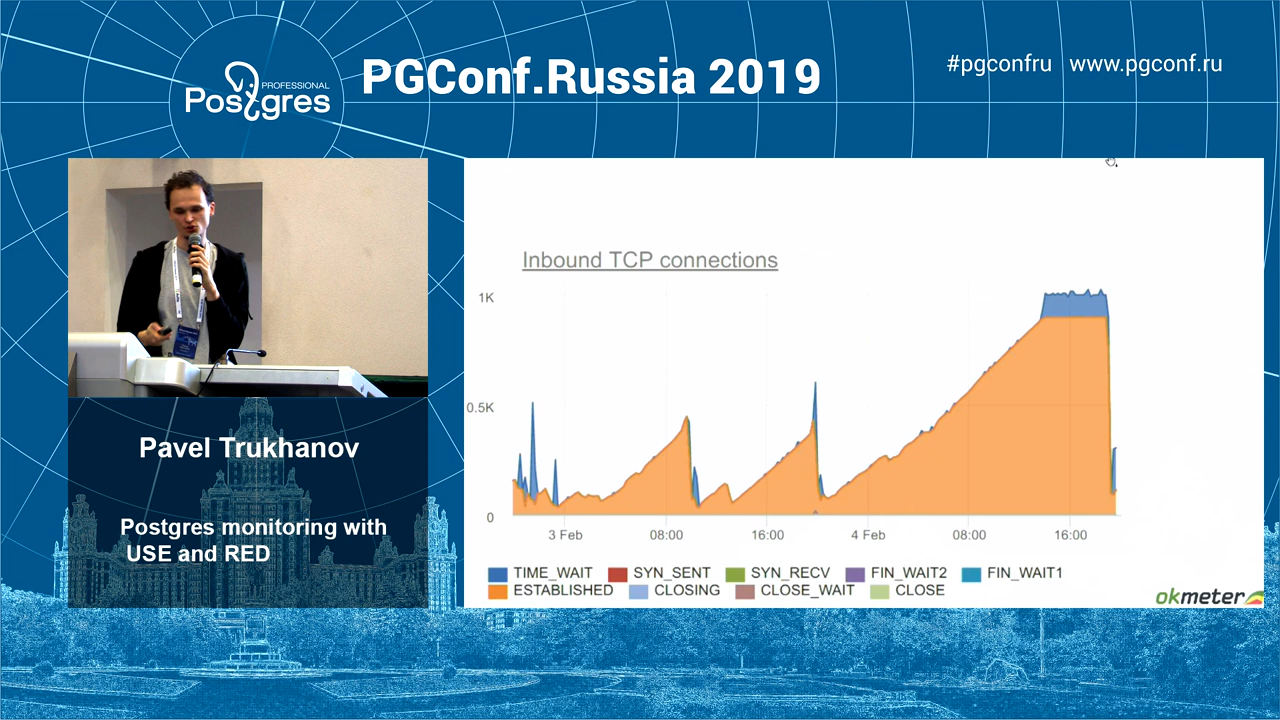 PROFESSIONAL
Postgres
PGConf.Russia 2019
#pgconfru www.pgconf.ru
Pavel Trukhanov
Postgres monitoring with
USE and RED
Inbound TCP connections
1K
0.5K
0
3 Feb 08:00 16:00 4 Feb 08:00 16:00
TIME_WAIT SYN_SENT SYN_RECV FIN_WAIT2 FIN_WAIT1
ESTABLISHED CLOSING CLOSE_WAIT CLOSE
okmeter